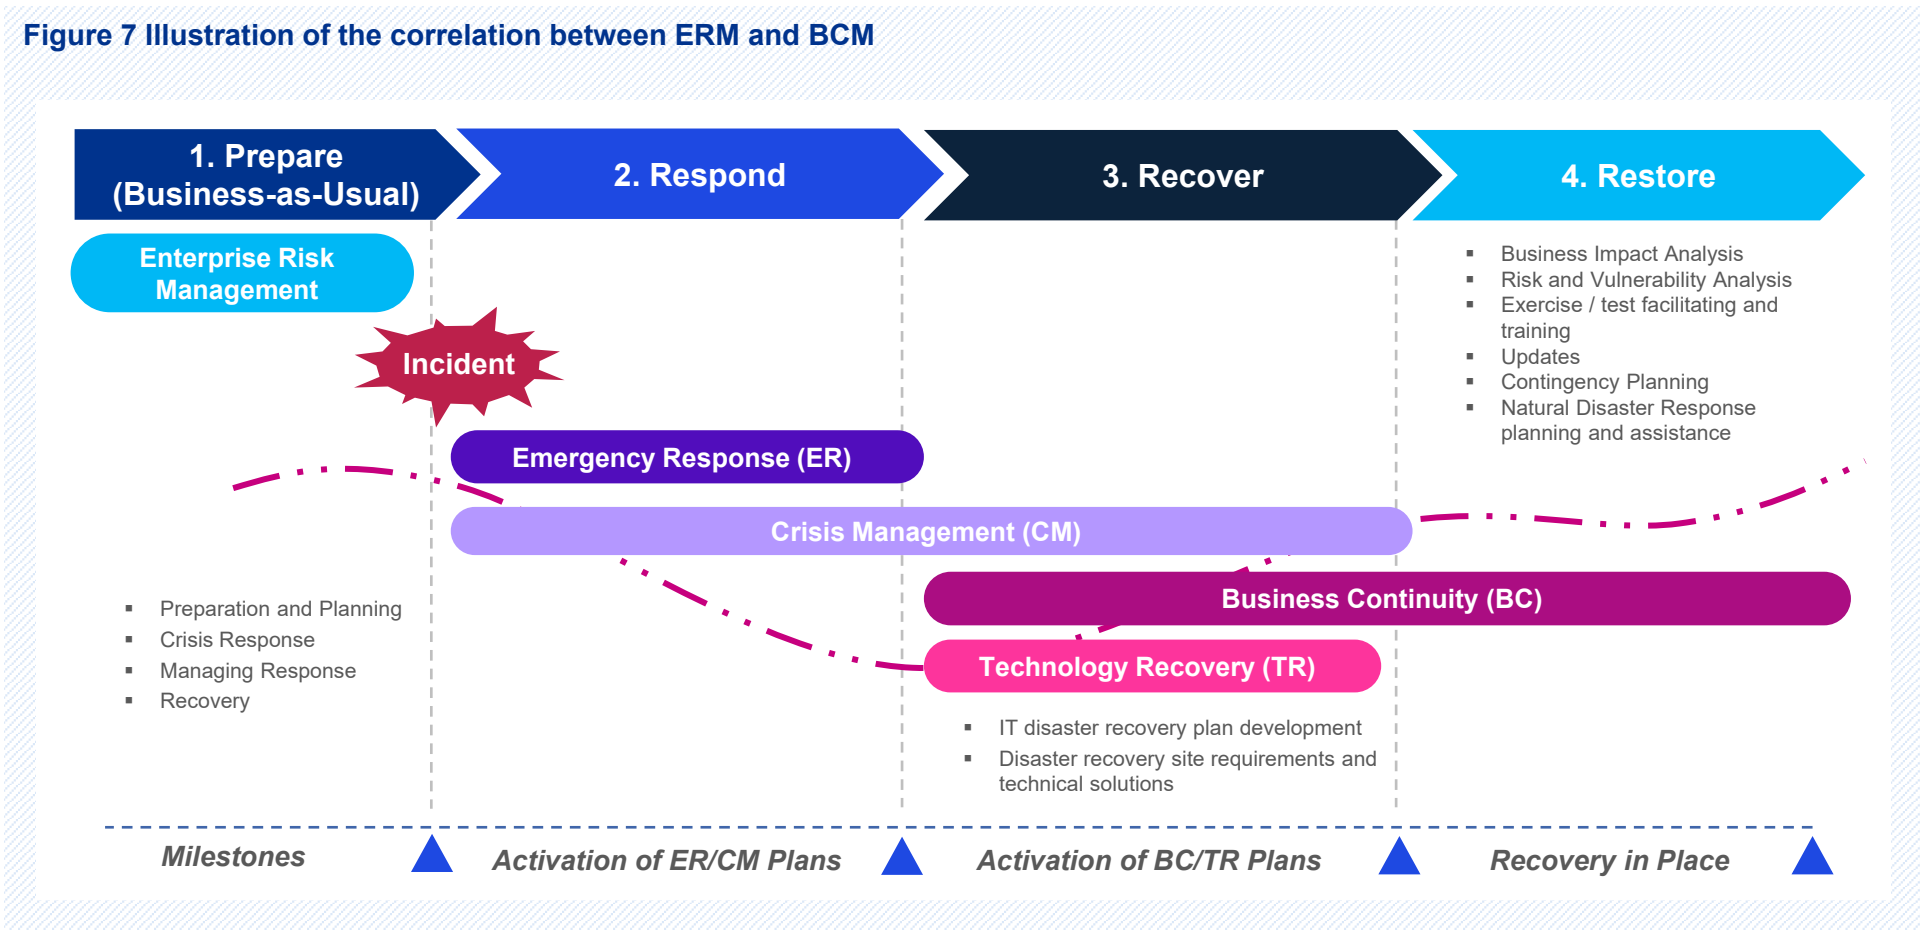 Figure 7 Illustration of the correlation between ERM and BCM
1. Prepare
(Business-as-Usual)
2. Respond
3. Recover
4. Restore
Enterprise Risk
Management
Incident
Emergency Response (ER)
Crisis Management (CM)
Business Continuity (BC)
Technology Recovery (TR)
▪ Business Impact Analysis
▪ Risk and Vulnerability Analysis
▪ Exercise / test facilitating and
training
▪ Updates
▪ Contingency Planning
▪ Natural Disaster Response
planning and assistance
▪ Preparation and Planning
▪ Crisis Response
▪ Managing Response
▪ Recovery
▪ IT disaster recovery plan development
▪ Disaster recovery site requirements and
technical solutions
Milestones
Activation of ER/CM Plans
Activation of BC/TR Plans
Recovery in Place